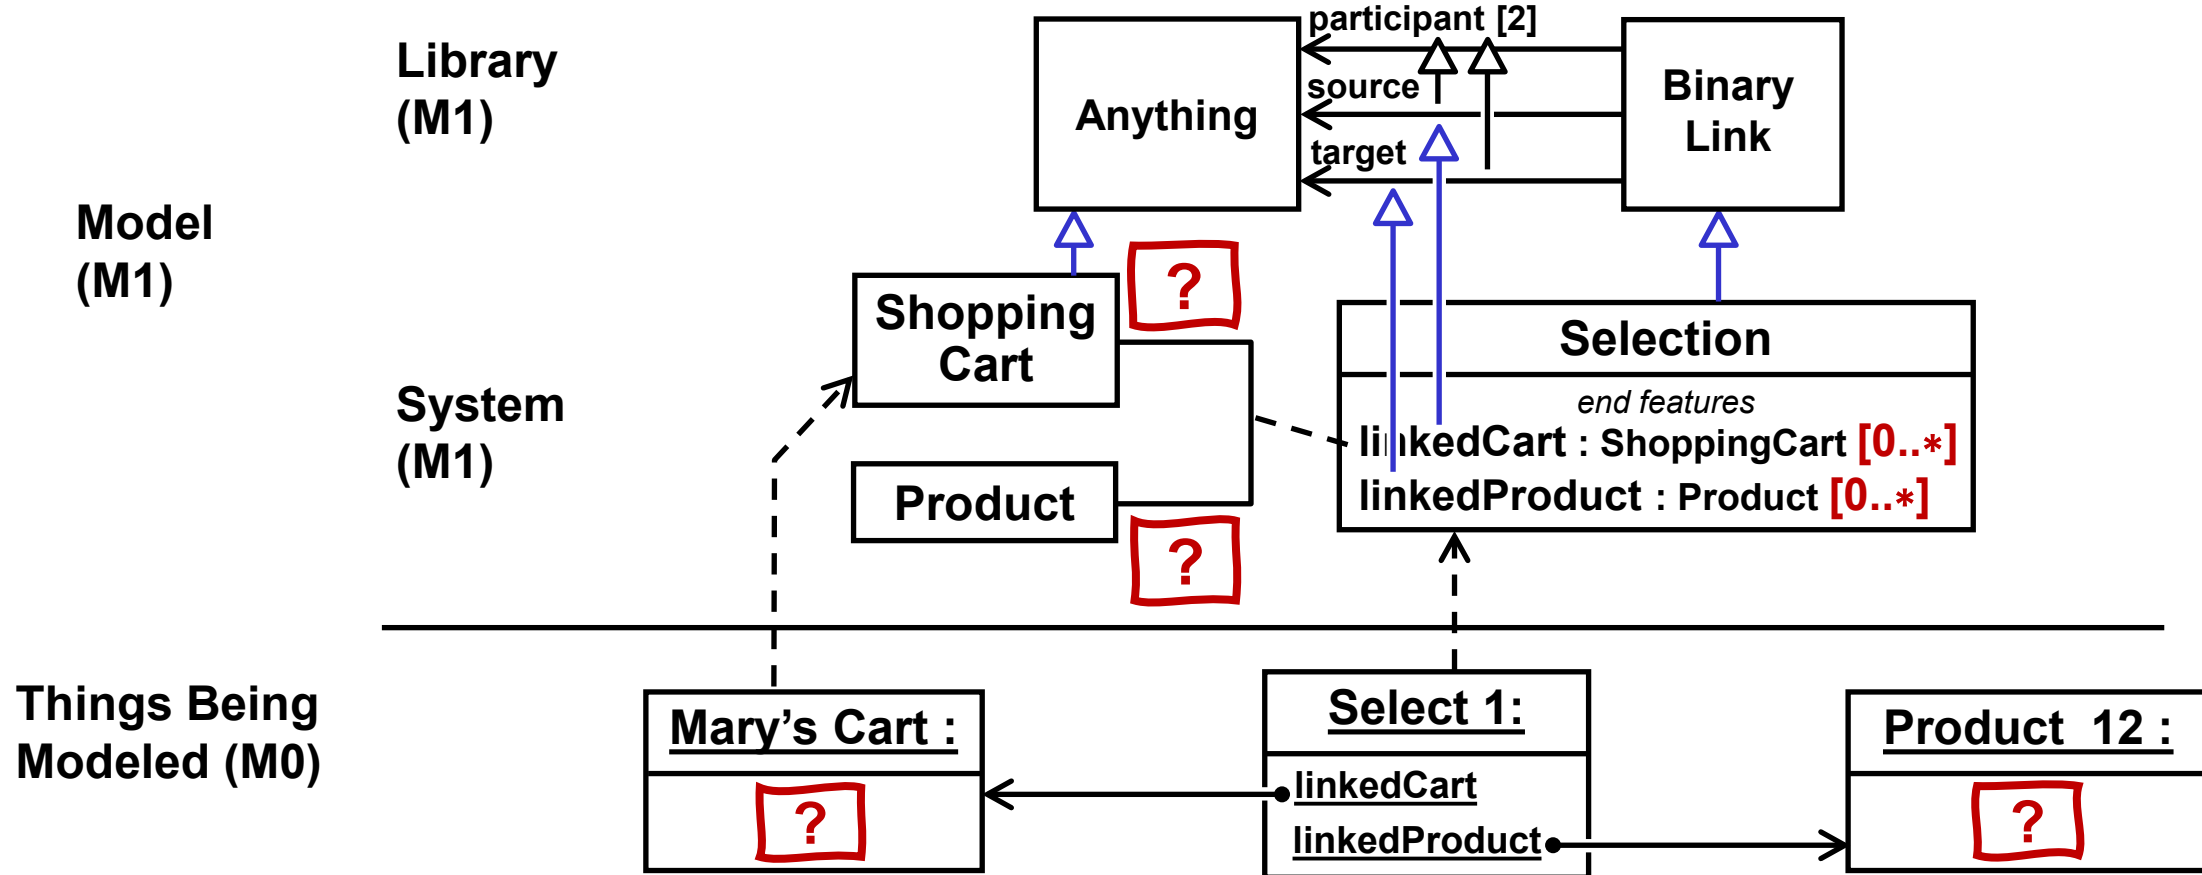 Model
(M1)
Library
(M1)
Anything
participant [2]
source
target
Binary
Link
System
(M1)
Shopping
Cart
?
Product
?
Selection
end features
linkedCart : ShoppingCart [0..*]
linkedProduct : Product [0..*]
Things Being
Modeled (M0)
Mary’s Cart :
?
Select 1:
linkedCart
linkedProduct
Product 12 :
?